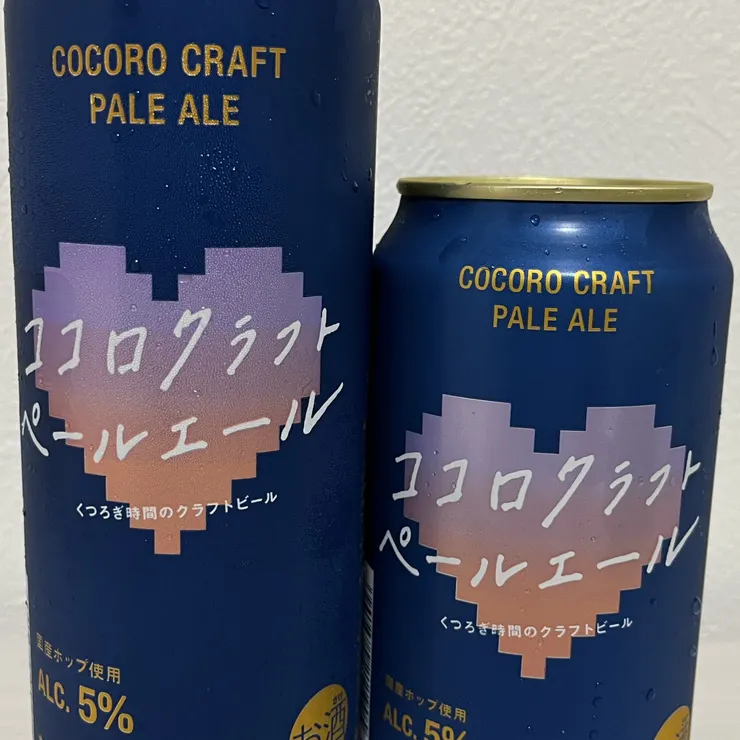 COCORO CRAFT
PALE ALE
ココロクラフト
ペールエール
くつろぎ時間のクラフトビール
国産ホップ使用
ALC. 5%
お酒
COCORO CRAFT
PALE ALE
ココロクラフト
ペールエール
くつろぎ時間のクラフトビール
国産ホップ使用
ALC. 5%